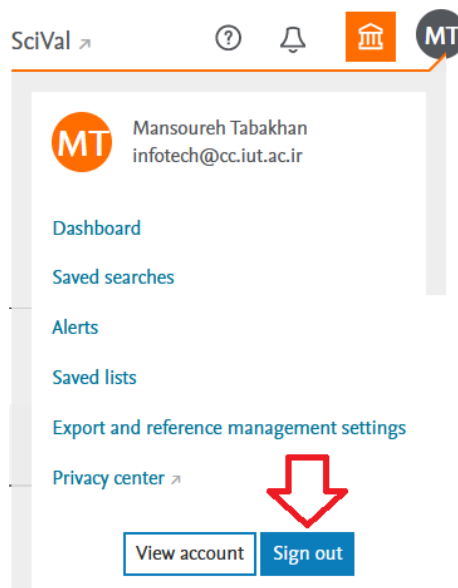 SciVal ↗
MT
MT
Mansoureh Tabakhan
infotech@cc.iut.ac.ir
Dashboard
Saved searches
Alerts
Saved lists
Export and reference management settings
Privacy center ↗
View account
Sign out